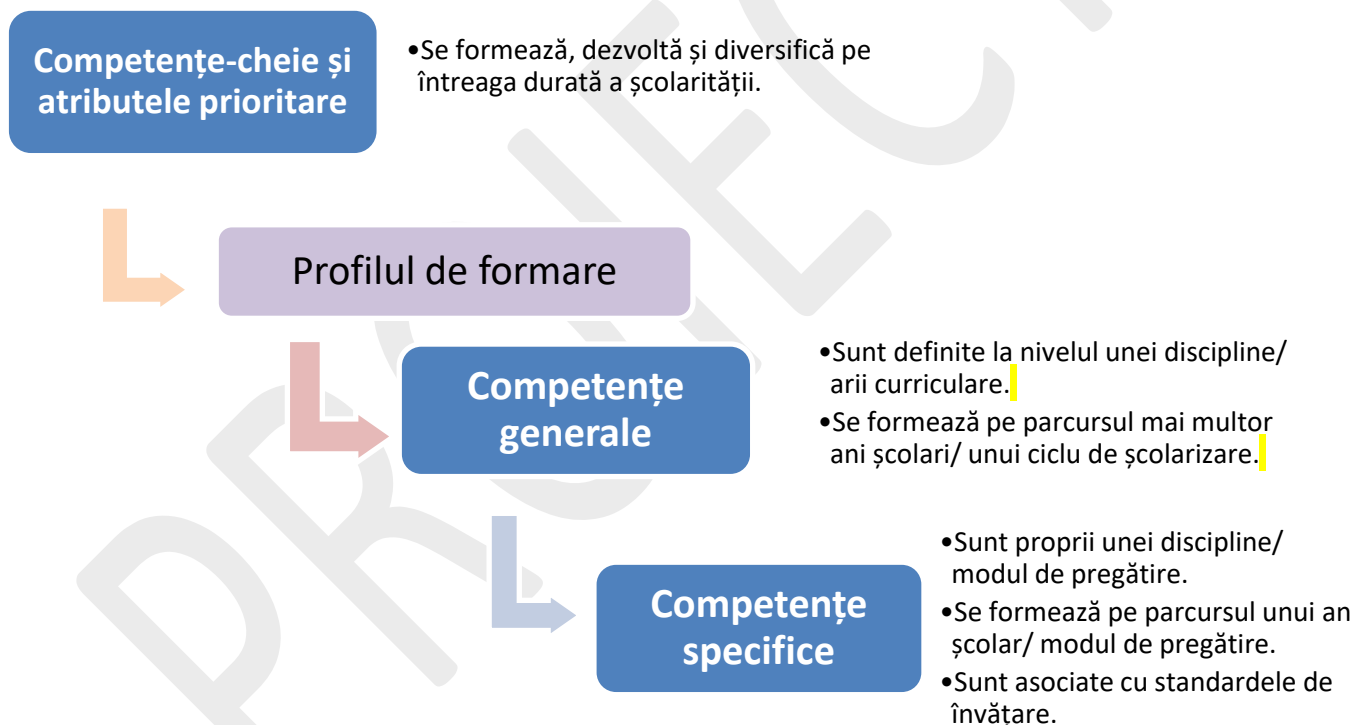 Competențe-cheie și
atributele prioritare
•Se formează, dezvoltă și diversifică pe
întreaga durată a școlarității.
Profilul de formare
Competențe
generale
•Sunt definite la nivelul unei discipline/
arii curriculare.
•Se formează pe parcursul mai multor
ani școlari/ unui ciclu de școlarizare.
Competențe
specifice
•Sunt proprii unei discipline/
modul de pregătire.
•Se formează pe parcursul unui an
școlar/ modul de pregătire.
•Sunt asociate cu standardele de
învățare.